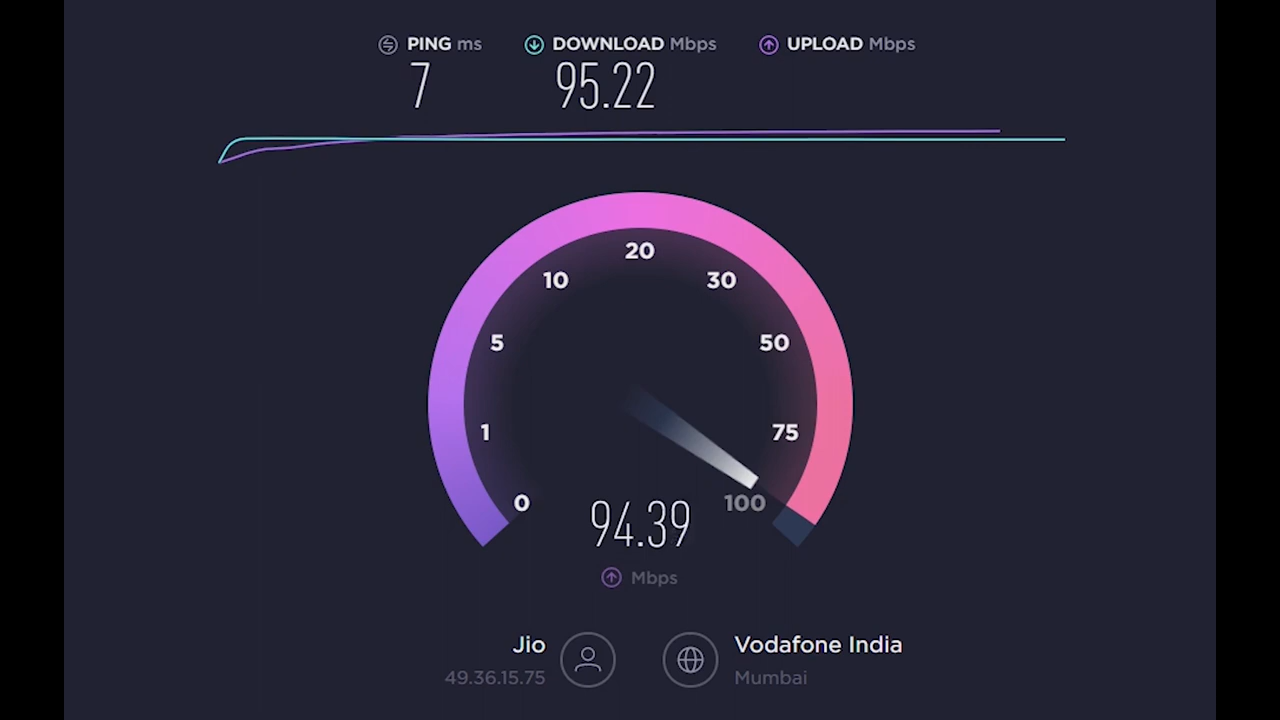 PING ms DOWNLOAD Mbps UPLOAD Mbps
7 95.22
20
10 30
5 50
1 75
0 100
94.39
Mbps
Jio Vodafone India
49.36.15.75 Mumbai